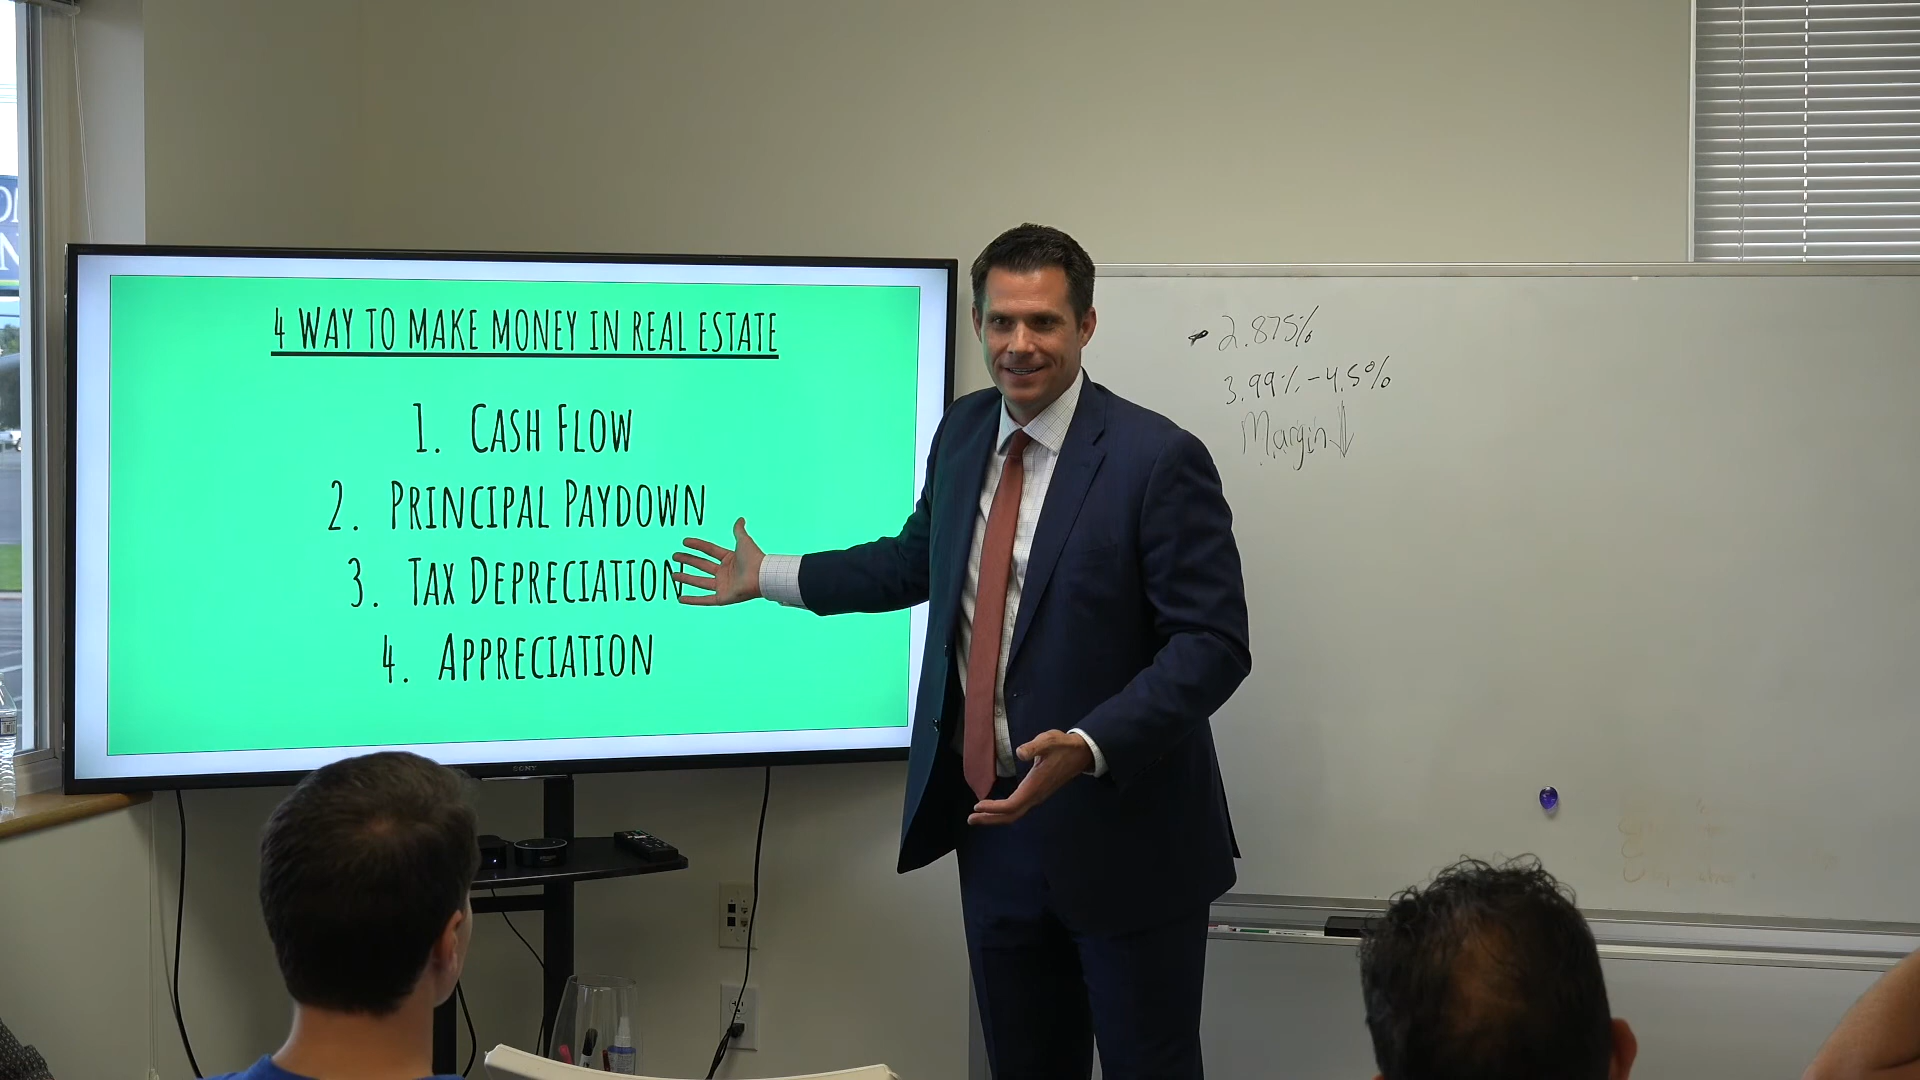 4 WAY TO MAKE MONEY IN REAL ESTATE
1. CASH FLOW
2. PRINCIPAL PAYDOWN
3. TAX DEPRECIATION
4. APPRECIATION
SONY
2.875%
3.99% - 4.5%
Margin ↓